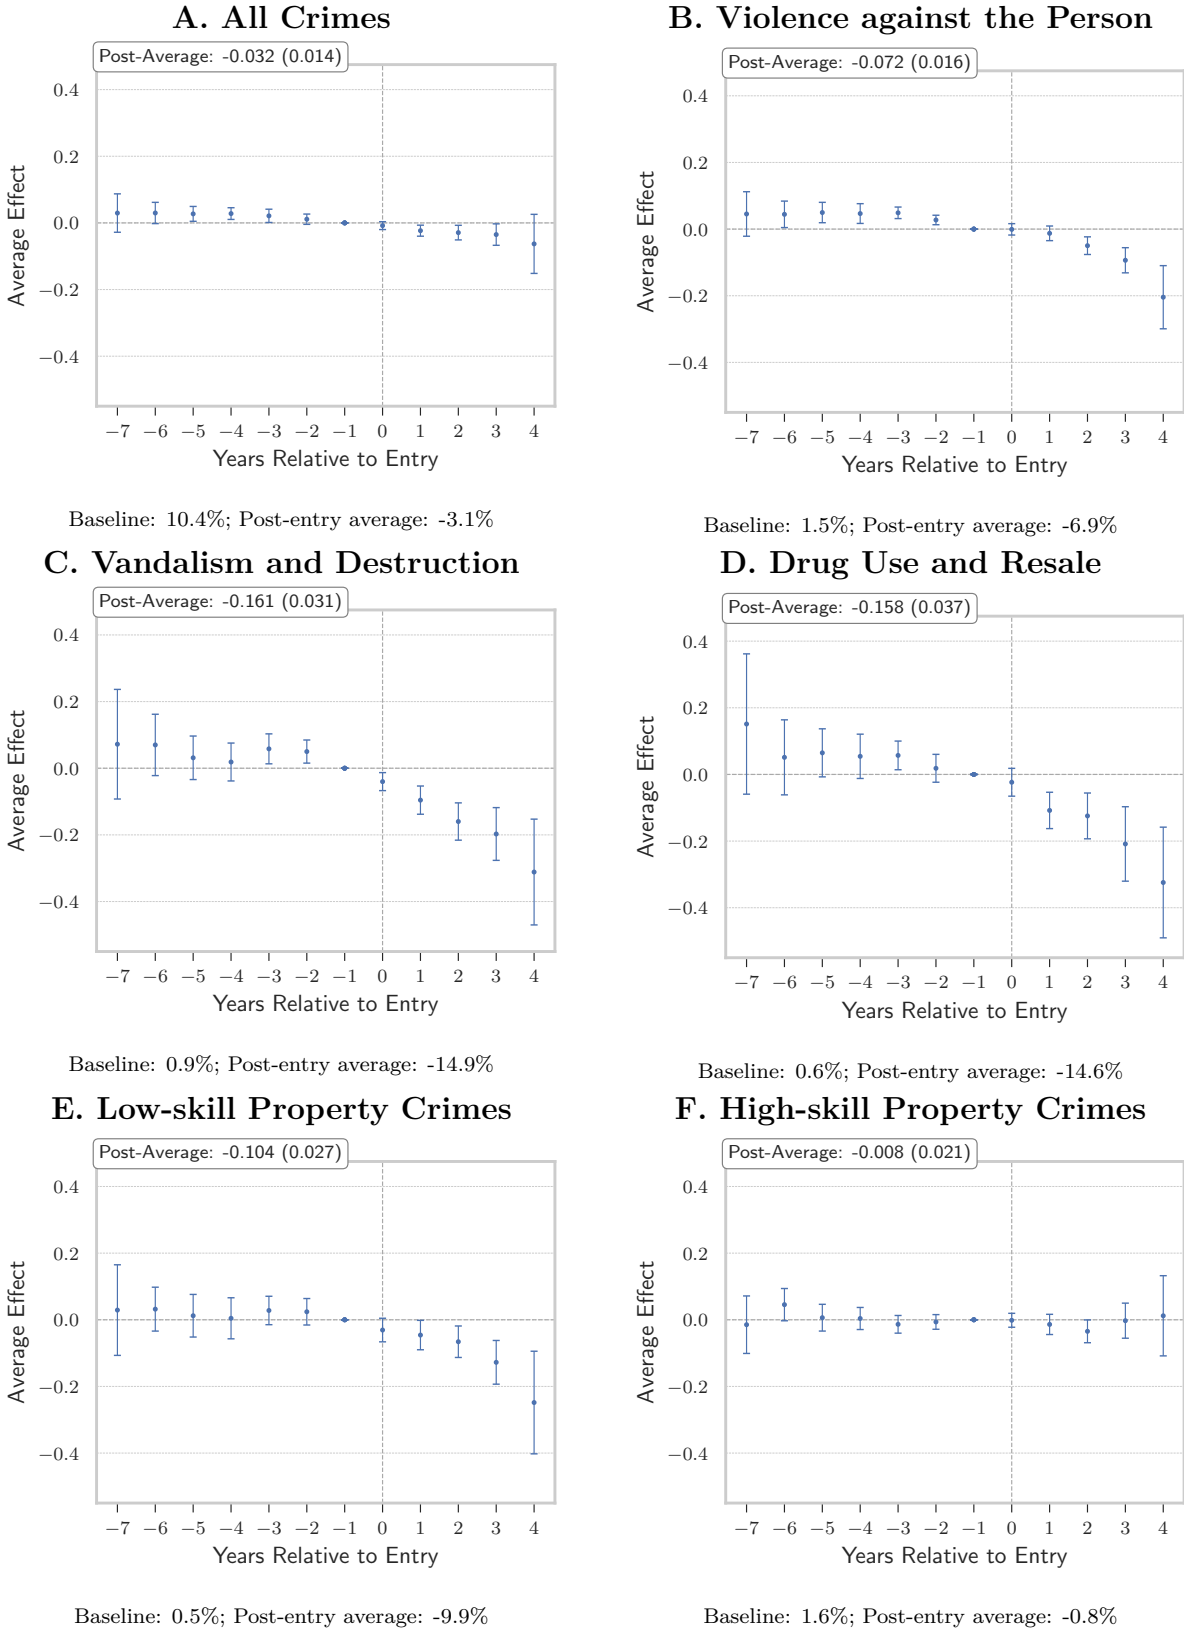 A. All Crimes
Post-Average: -0.032 (0.014)
0.4
0.2
0.0
−0.2
−0.4
Average Effect
−7 −6 −5 −4 −3 −2 −1 0 1 2 3 4
Years Relative to Entry
Baseline: 10.4%; Post-entry average: -3.1%
B. Violence against the Person
Post-Average: -0.072 (0.016)
0.4
0.2
0.0
−0.2
−0.4
Average Effect
−7 −6 −5 −4 −3 −2 −1 0 1 2 3 4
Years Relative to Entry
Baseline: 1.5%; Post-entry average: -6.9%
C. Vandalism and Destruction
Post-Average: -0.161 (0.031)
0.4
0.2
0.0
−0.2
−0.4
Average Effect
−7 −6 −5 −4 −3 −2 −1 0 1 2 3 4
Years Relative to Entry
Baseline: 0.9%; Post-entry average: -14.9%
D. Drug Use and Resale
Post-Average: -0.158 (0.037)
0.4
0.2
0.0
−0.2
−0.4
Average Effect
−7 −6 −5 −4 −3 −2 −1 0 1 2 3 4
Years Relative to Entry
Baseline: 0.6%; Post-entry average: -14.6%
E. Low-skill Property Crimes
Post-Average: -0.104 (0.027)
0.4
0.2
0.0
−0.2
−0.4
Average Effect
−7 −6 −5 −4 −3 −2 −1 0 1 2 3 4
Years Relative to Entry
Baseline: 0.5%; Post-entry average: -9.9%
F. High-skill Property Crimes
Post-Average: -0.008 (0.021)
0.4
0.2
0.0
−0.2
−0.4
Average Effect
−7 −6 −5 −4 −3 −2 −1 0 1 2 3 4
Years Relative to Entry
Baseline: 1.6%; Post-entry average: -0.8%